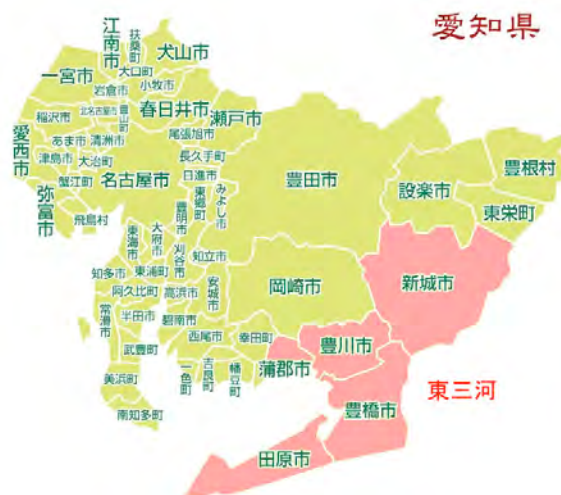 愛知県
江南市
扶桑町
犬山市
大口町
一宮市
岩倉市
小牧市
稲沢市
北名古屋市
豊山町
春日井市
瀬戸市
愛西市
あま市
清洲市
尾張旭市
津島市
大治町
長久手町
名古屋市
日進市
蟹江町
東郷町
みよし市
弥富市
飛島村
豊明市
豊田市
設楽市
豊根村
東栄町
東海市
大府市
刈谷市
知立市
知多市
東浦町
安城市
岡崎市
新城市
阿久比町
高浜市
常滑市
半田市
碧南市
西尾市
幸田町
豊川市
武豊町
一色町
吉良町
幡豆町
蒲郡市
美浜町
豊橋市
東三河
南知多町
田原市